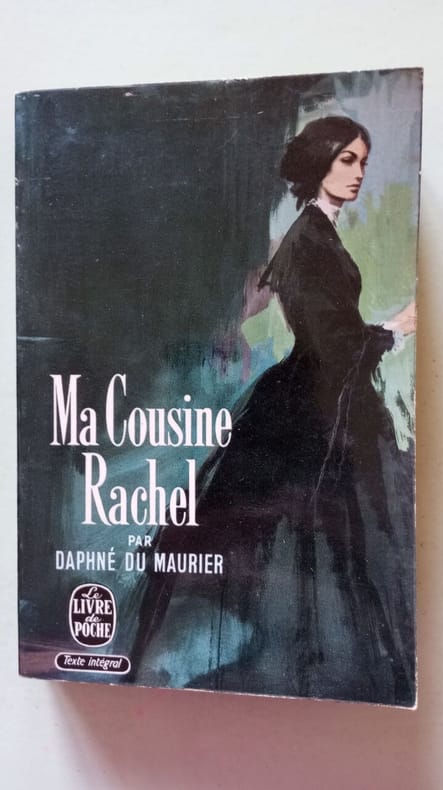 Ma Cousine
Rachel
PAR
DAPHNÉ DU MAURIER
Le
LIVRE
de
POCHE
Texte intégral